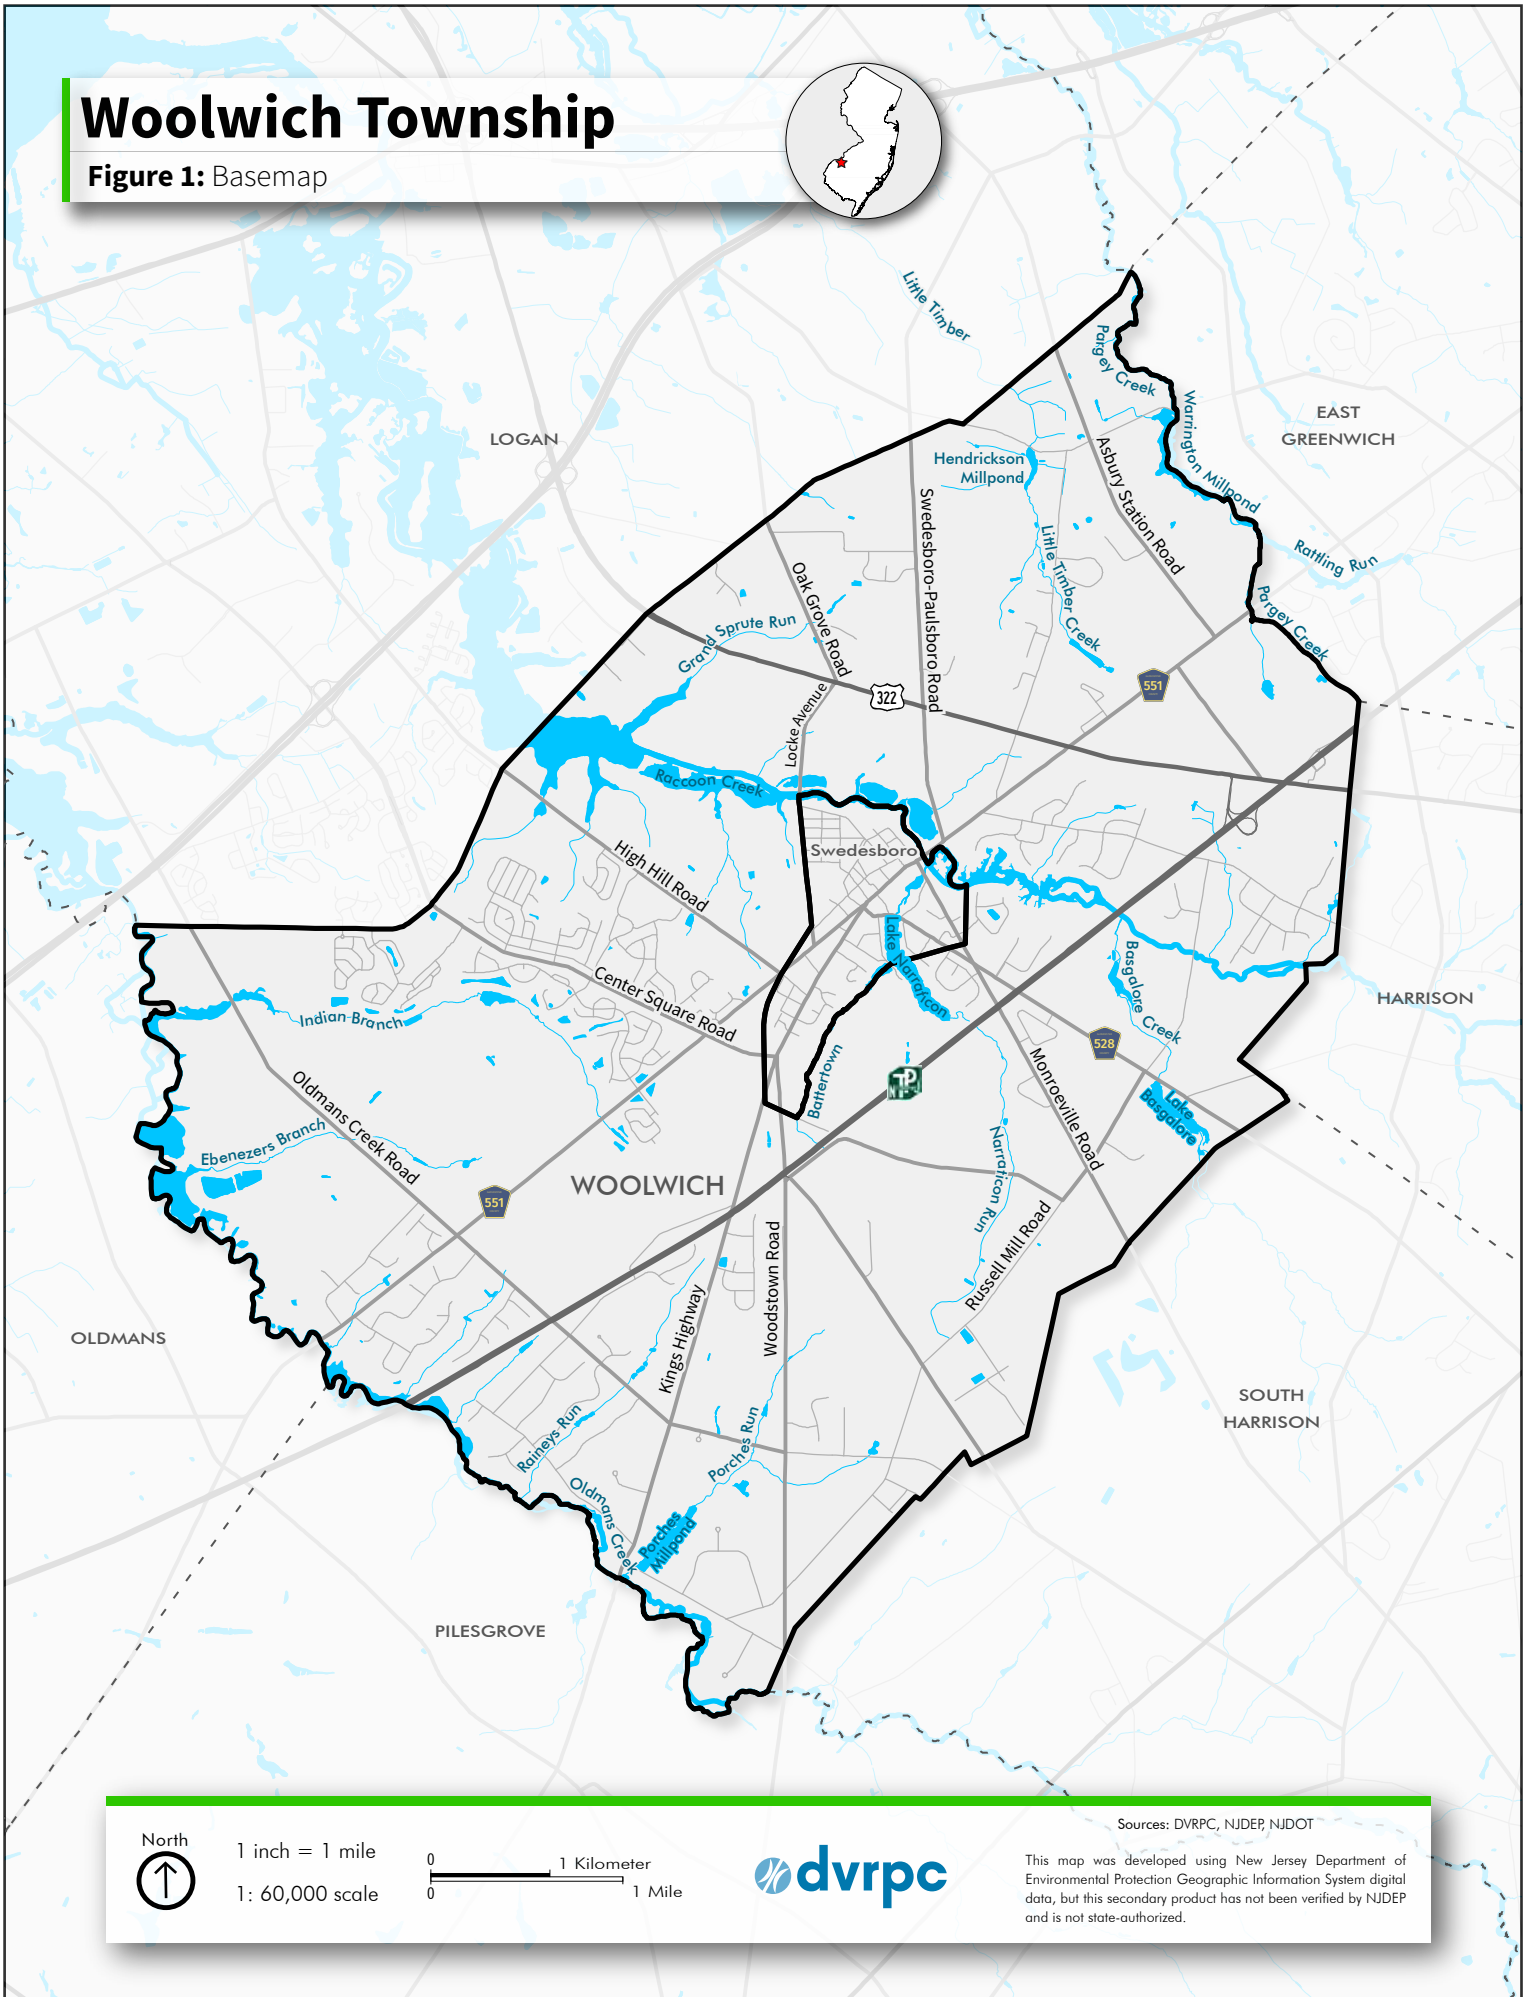 Woolwich Township
Figure 1: Basemap
Little Timber
Pargey Creek
Warrington Millpond
EAST
GREENWICH
LOGAN
Hendrickson
Millpond
Asbury Station Road
Swedesboro-Paulsboro Road
Little Timber Creek
Rattling Run
Pargey Creek
Oak Grove Road
Grand Sprute Run
551
322
Locke Avenue
Raccoon Creek
High Hill Road
Swedesboro
Lake Narraticon
Basgalore Creek
Center Square Road
HARRISON
Indian Branch
528
Battertown
TP
Monroeville Road
Oldmans Creek Road
Lake
Basgalore
Ebenezers Branch
WOOLWICH
Narraticon Run
551
Russell Mill Road
Woodstown Road
Kings Highway
OLDMANS
SOUTH
HARRISON
Raineys Run
Porches Run
Oldmans Creek
Porches
Millpond
PILESGROVE
North
1 inch = 1 mile
1: 60,000 scale
0
1 Kilometer
0
1 Mile
dvrpc
Sources: DVRPC, NJDEP, NJDOT
This map was developed using New Jersey Department of
Environmental Protection Geographic Information System digital
data, but this secondary product has not been verified by NJDEP
and is not state-authorized.